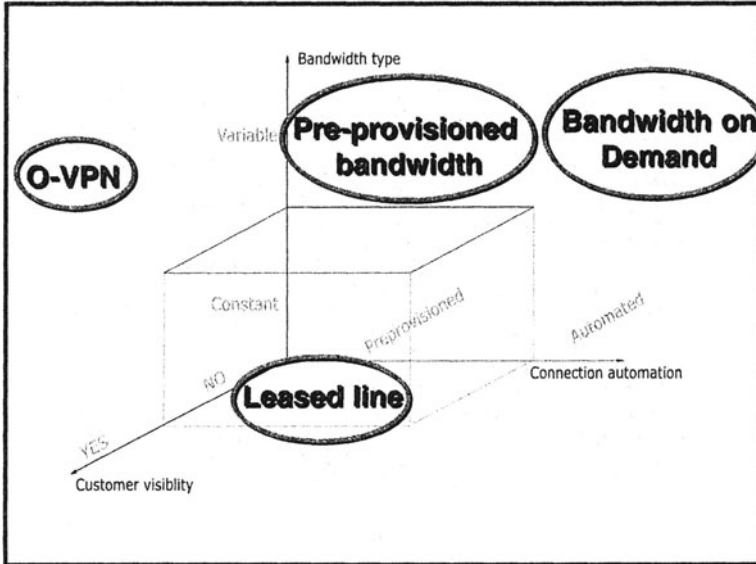 Bandwidth type
Variable
Pre-provisioned
bandwidth
Bandwidth on
Demand
O-VPN
Constant
Preprovisioned
Automated
Connection automation
NO
Leased line
YES
Customer visiblity